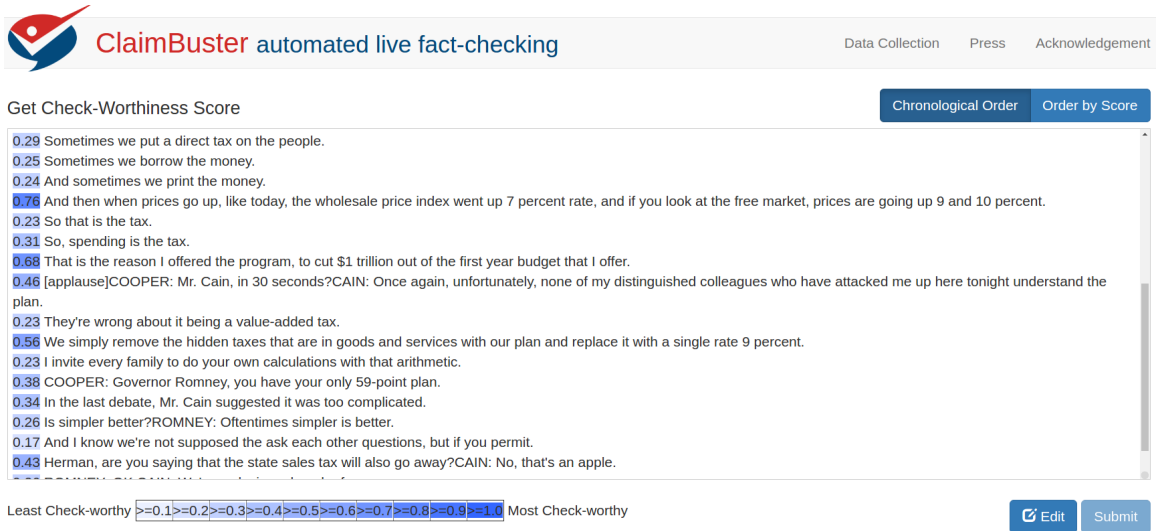 ClaimBuster automated live fact-checking
Data Collection Press Acknowledgement
Get Check-Worthiness Score
Chronological Order Order by Score
0.29 Sometimes we put a direct tax on the people.
0.25 Sometimes we borrow the money.
0.24 And sometimes we print the money.
0.76 And then when prices go up, like today, the wholesale price index went up 7 percent rate, and if you look at the free market, prices are going up 9 and 10 percent.
0.23 So that is the tax.
0.31 So, spending is the tax.
0.68 That is the reason I offered the program, to cut $1 trillion out of the first year budget that I offer.
0.46 [applause]COOPER: Mr. Cain, in 30 seconds?CAIN: Once again, unfortunately, none of my distinguished colleagues who have attacked me up here tonight understand the
plan.
0.23 They're wrong about it being a value-added tax.
0.56 We simply remove the hidden taxes that are in goods and services with our plan and replace it with a single rate 9 percent.
0.23 I invite every family to do your own calculations with that arithmetic.
0.38 COOPER: Governor Romney, you have your only 59-point plan.
0.34 In the last debate, Mr. Cain suggested it was too complicated.
0.26 Is simpler better?ROMNEY: Oftentimes simpler is better.
0.17 And I know we're not supposed the ask each other questions, but if you permit.
0.43 Herman, are you saying that the state sales tax will also go away?CAIN: No, that's an apple.
Least Check-worthy >=0.1 >=0.2 >=0.3 >=0.4 >=0.5 >=0.6 >=0.7 >=0.8 >=0.9 >=1.0 Most Check-worthy
Edit Submit